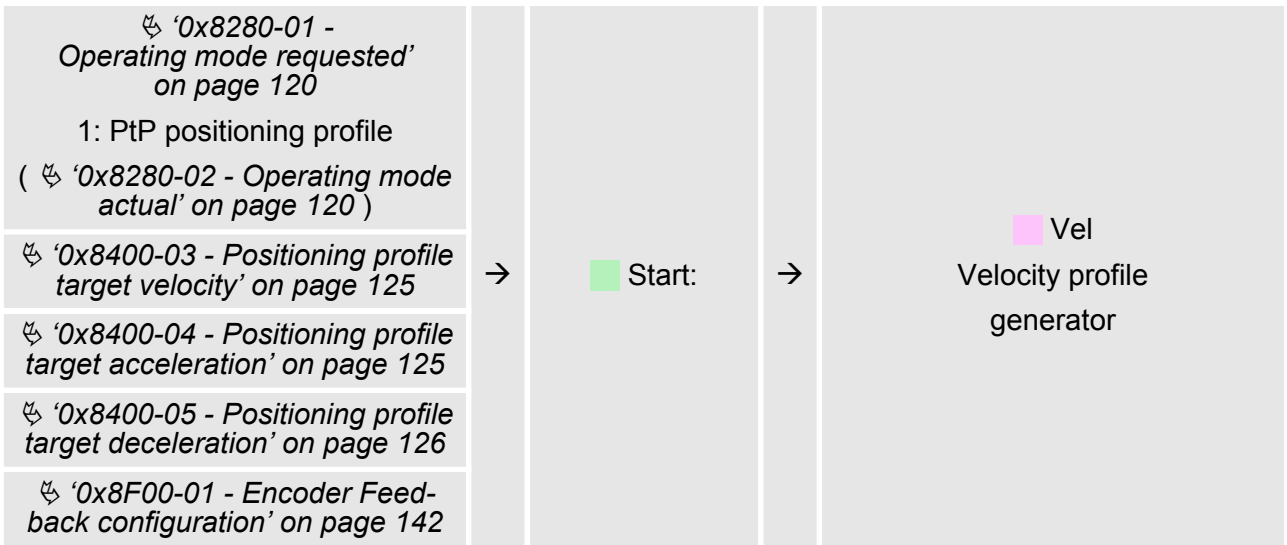 ↳ ‘0x8280-01 -
Operating mode requested’
on page 120
1: PtP positioning profile
( ↳ ‘0x8280-02 - Operating mode
actual’ on page 120 )
↳ ‘0x8400-03 - Positioning profile
target velocity’ on page 125
↳ ‘0x8400-04 - Positioning profile
target acceleration’ on page 125
↳ ‘0x8400-05 - Positioning profile
target deceleration’ on page 126
↳ ‘0x8F00-01 - Encoder Feed-
back configuration’ on page 142
→
Start:
→
Vel
Velocity profile
generator